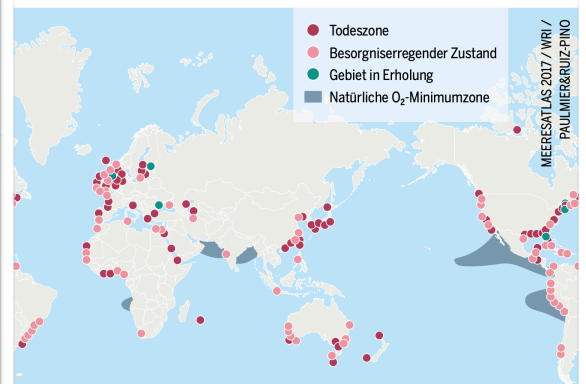 Todeszone
Besorgniserregender Zustand
Gebiet in Erholung
Natürliche O₂-Minimumzone
MEERESATLAS 2017 / WRI /
PAULMIER&RUIZ-PINO